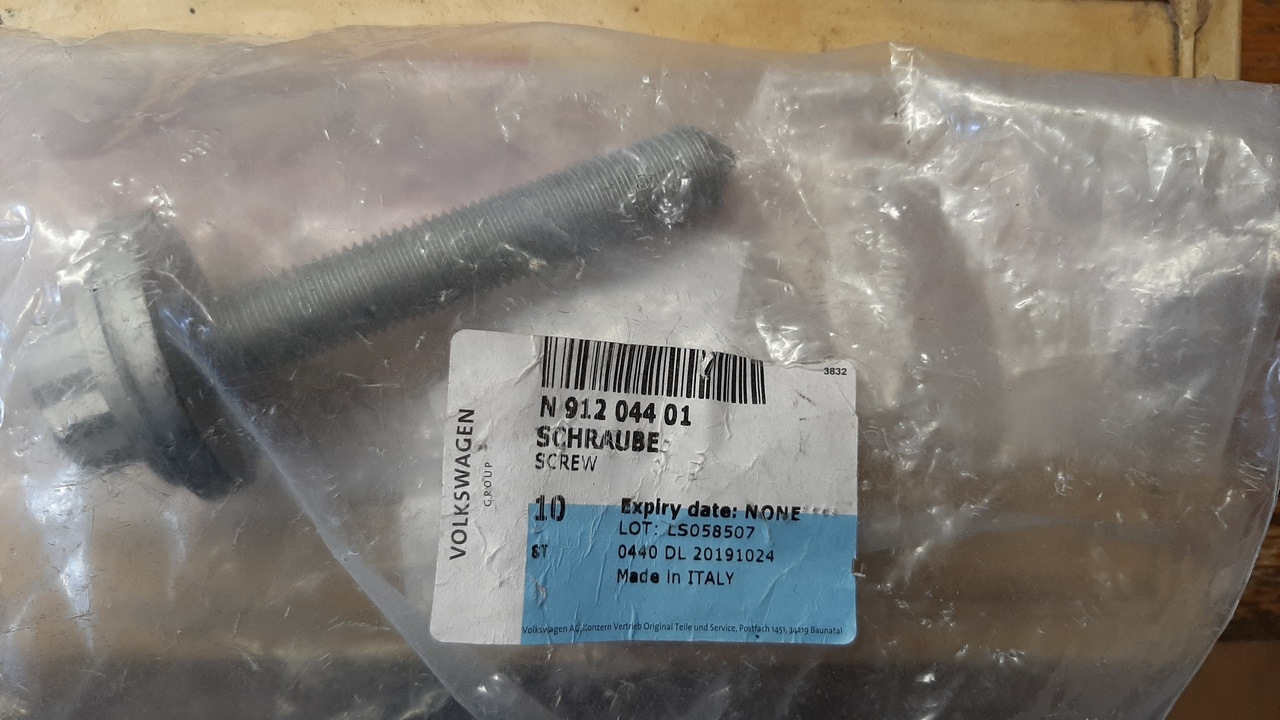 3832
N 912 044 01
SCHRAUBE
SCREW
VOLKSWAGEN
GROUP
10
Expiry date: NONE
LOT: LS058507
ST
0440 DL 20191024
Made in ITALY
Volkswagen AG, Konzern Vertrieb Original Teile und Service, Postfach 1451, 34219 Baunatal